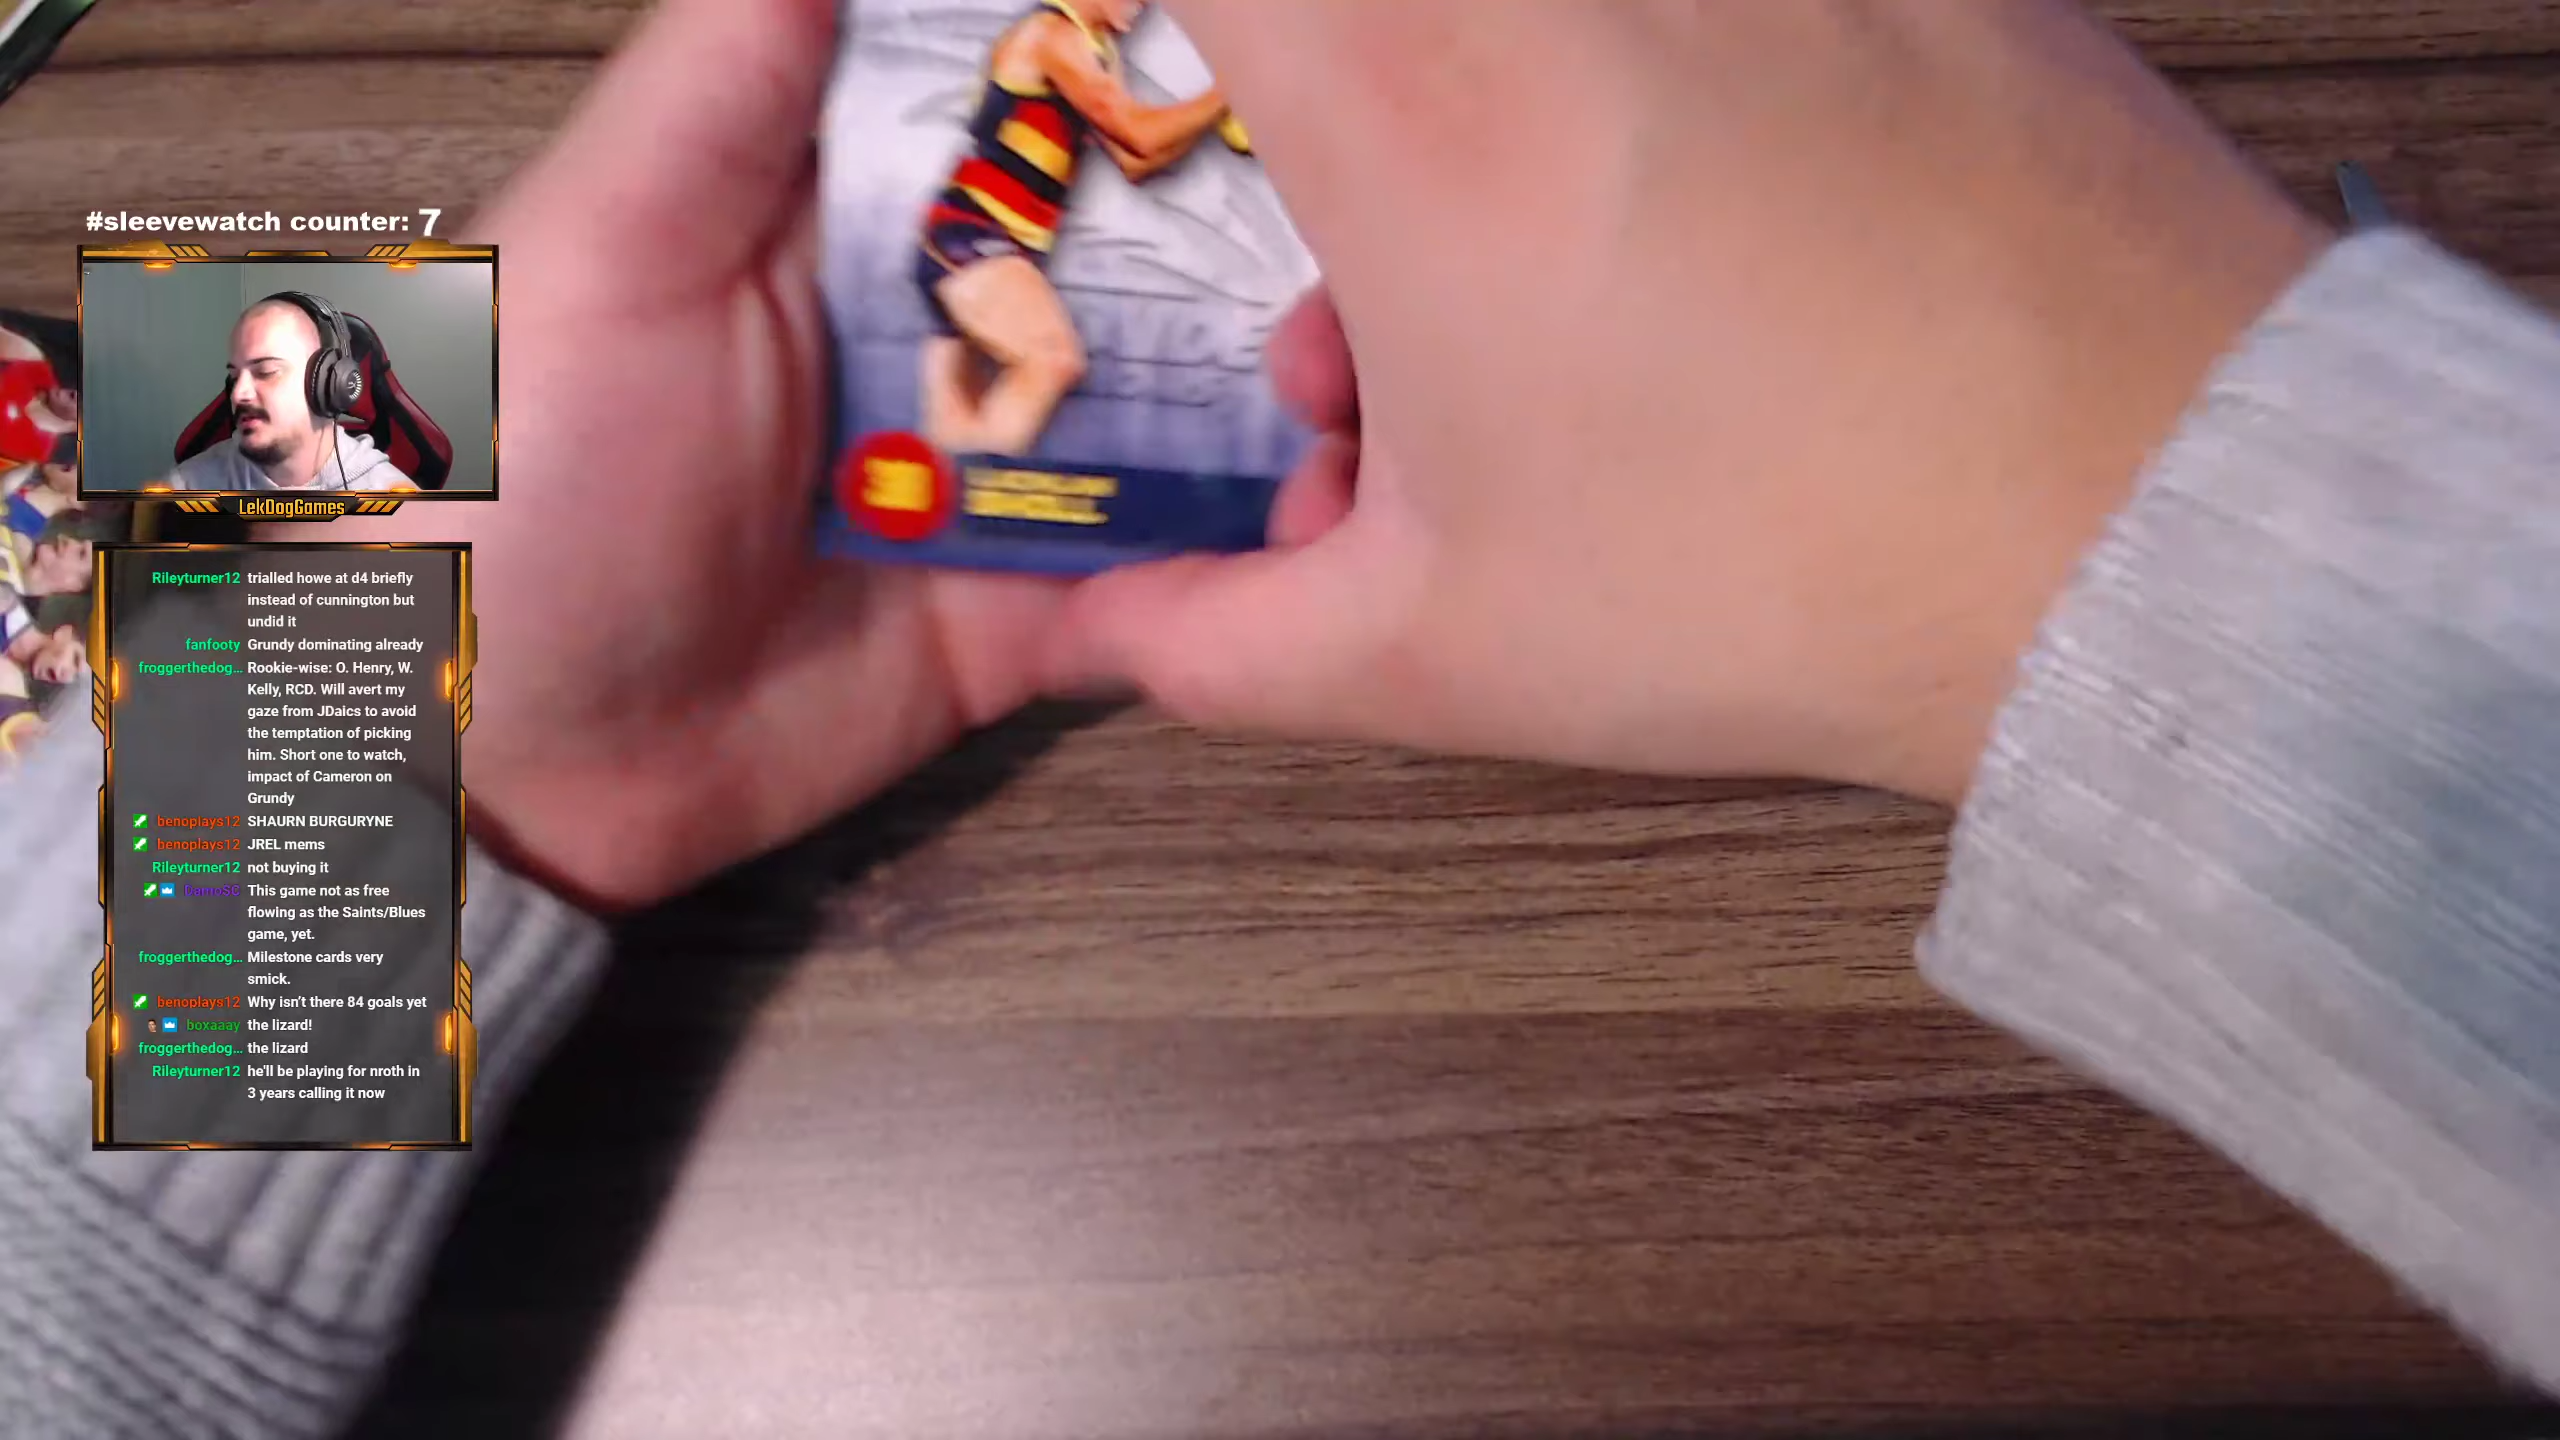 #sleevewatch counter: 7
LekDogGames
Rileyturner12 trialled howe at d4 briefly
instead of cunnington but
undid it
fanfooty Grundy dominating already
froggerthedog... Rookie-wise: O. Henry, W.
Kelly, RCD. Will avert my
gaze from JDaics to avoid
the temptation of picking
him. Short one to watch,
impact of Cameron on
Grundy
benoplays12 SHAURN BURGURYNE
benoplays12 JREL mems
Rileyturner12 not buying it
DamoSC This game not as free
flowing as the Saints/Blues
game, yet.
froggerthedog... Milestone cards very
smick.
benoplays12 Why isn't there 84 goals yet
boxaaay the lizard!
froggerthedog... the lizard
Rileyturner12 he'll be playing for nroth in
3 years calling it now